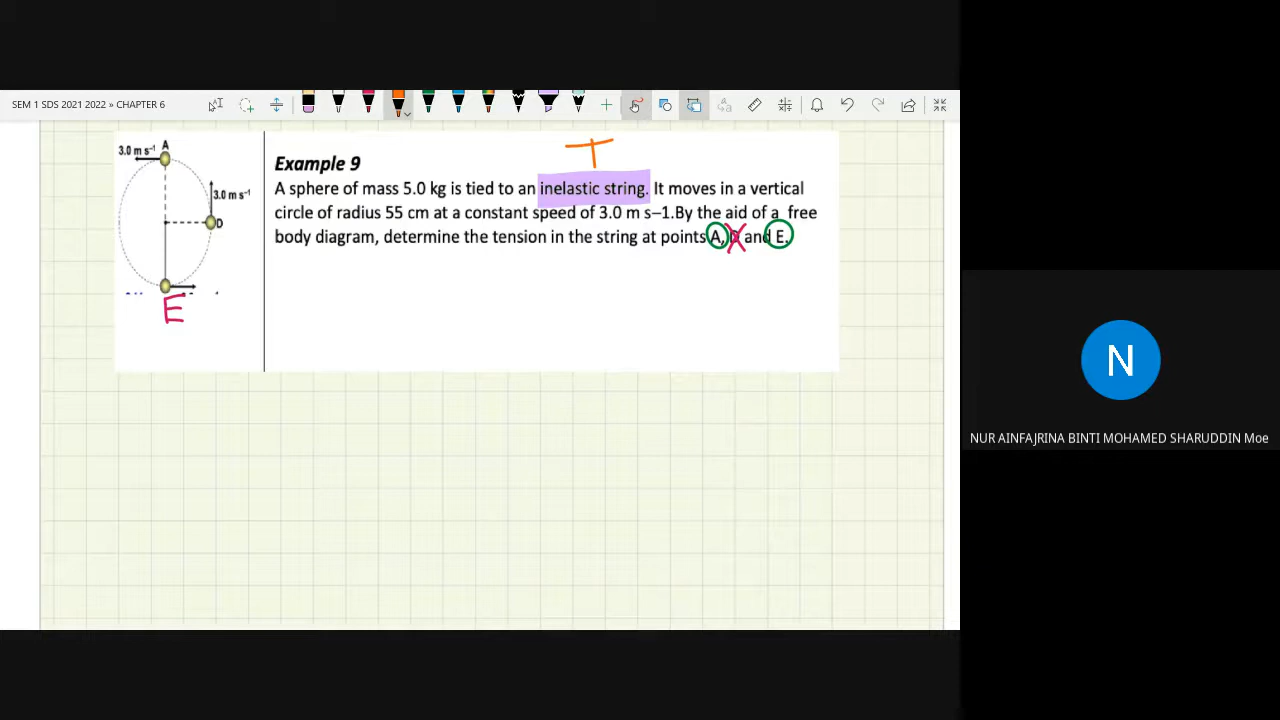 SEM 1 SDS 2021 2022 » CHAPTER 6
T
3.0 m s⁻¹ A
Example 9
A sphere of mass 5.0 kg is tied to an inelastic string. It moves in a vertical
3.0 m s⁻¹
circle of radius 55 cm at a constant speed of 3.0 m s–1.By the aid of a free
D
body diagram, determine the tension in the string at points A, D and E.
E
N
NUR AINFAJRINA BINTI MOHAMED SHARUDDIN Moe